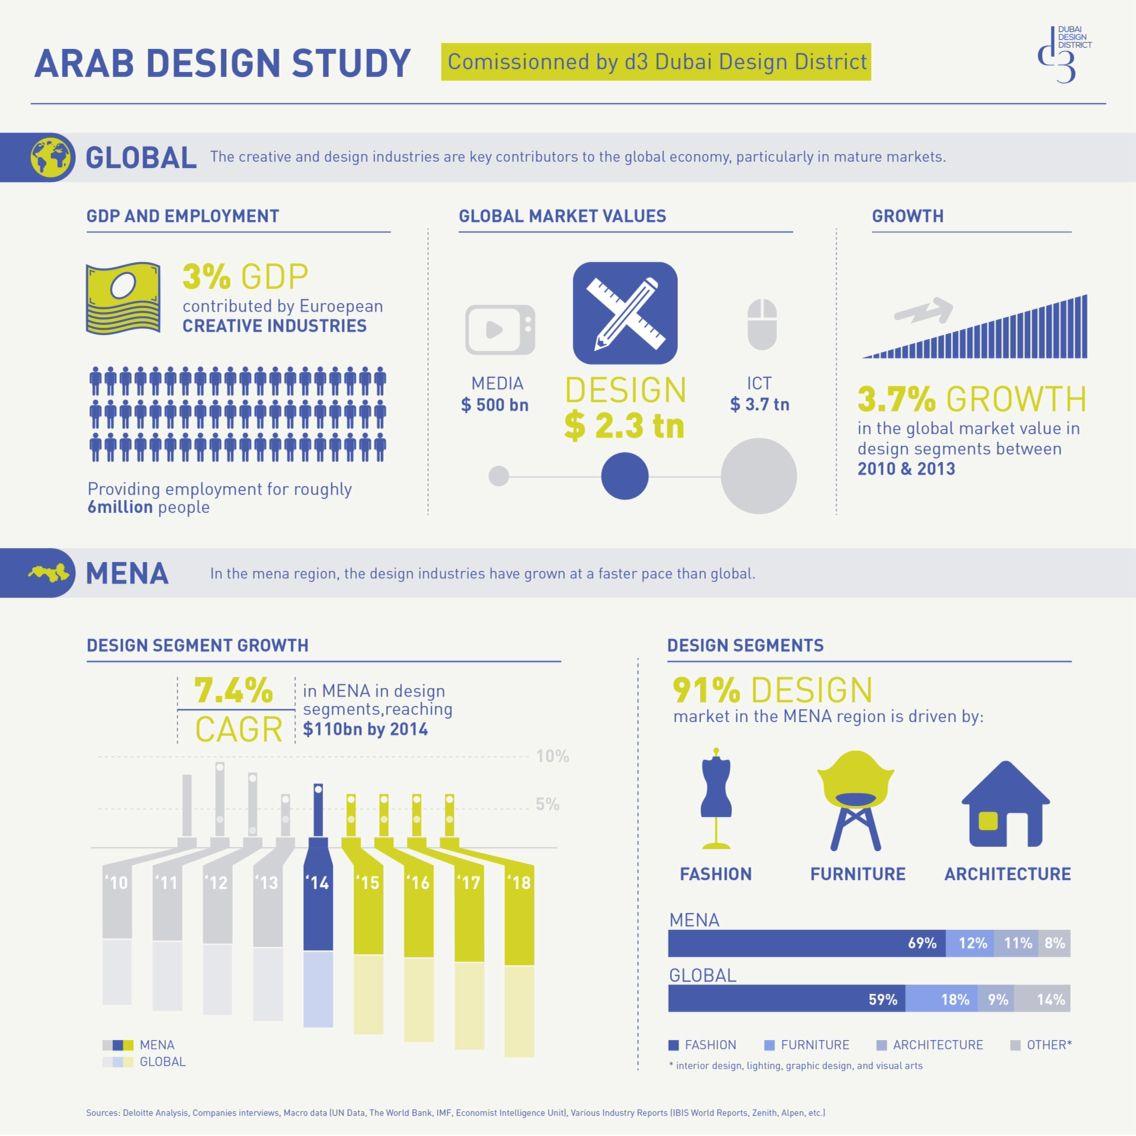 ARAB DESIGN STUDY
Comissionned by d3 Dubai Design District
DUBAI
DESIGN
DISTRICT
d3
GLOBAL
The creative and design industries are key contributors to the global economy, particularly in mature markets.
GDP AND EMPLOYMENT
3% GDP
contributed by Euroepean
CREATIVE INDUSTRIES
Providing employment for roughly
6million people
GLOBAL MARKET VALUES
MEDIA
$ 500 bn
DESIGN
$ 2.3 tn
ICT
$ 3.7 tn
GROWTH
3.7% GROWTH
in the global market value in
design segments between
2010 & 2013
MENA
In the mena region, the design industries have grown at a faster pace than global.
DESIGN SEGMENT GROWTH
7.4%
CAGR
in MENA in design
segments,reaching
$110bn by 2014
10%
5%
‘10 ‘11 ‘12 ‘13 ‘14 ‘15 ‘16 ‘17 ‘18
MENA
GLOBAL
DESIGN SEGMENTS
91% DESIGN
market in the MENA region is driven by:
FASHION FURNITURE ARCHITECTURE
MENA
69% 12% 11% 8%
GLOBAL
59% 18% 9% 14%
FASHION FURNITURE ARCHITECTURE OTHER*
* interior design, lighting, graphic design, and visual arts
Sources: Deloitte Analysis, Companies interviews, Macro data (UN Data, The World Bank, IMF, Economist Intelligence Unit), Various Industry Reports (IBIS World Reports, Zenith, Alpen, etc.)